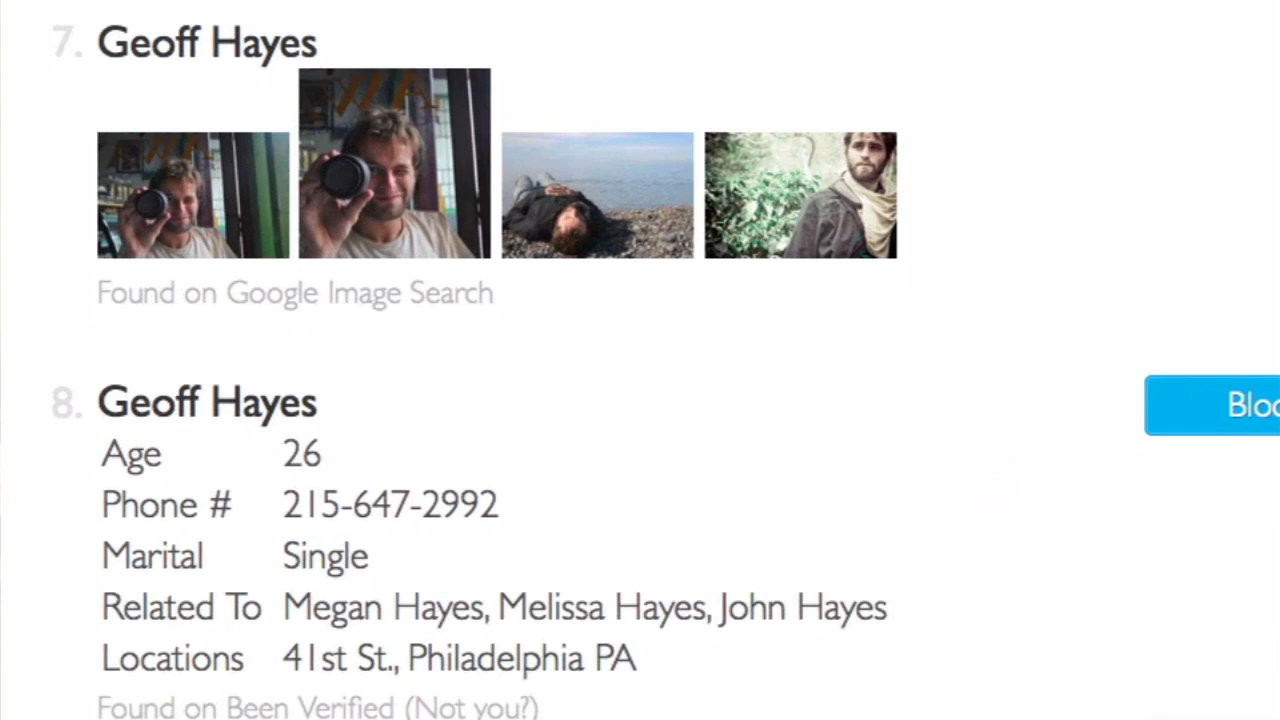 7. Geoff Hayes
Found on Google Image Search
8. Geoff Hayes
Bloc
Age 26
Phone # 215-647-2992
Marital Single
Related To Megan Hayes, Melissa Hayes, John Hayes
Locations 41st St., Philadelphia PA
Found on Been Verified (Not you?)